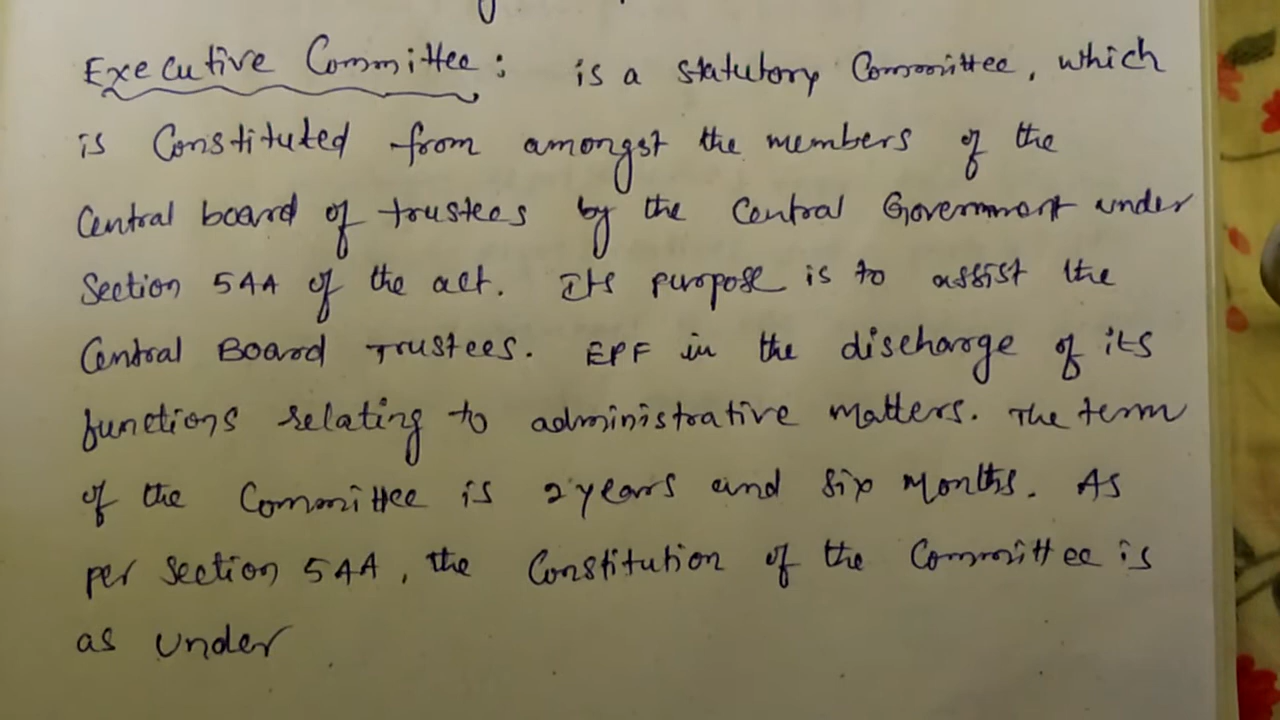 Executive Committee : is a statutory Committee, which
is Constituted from amongst the members of the
Central board of trustees by the Central Government under
Section 5AA of the act. Its purpose is to assist the
Central Board Trustees. EPF in the discharge of its
functions relating to administrative matters. The term
of the Committee is 2 years and six months. As
per section 5AA, the Constitution of the Committee is
as under